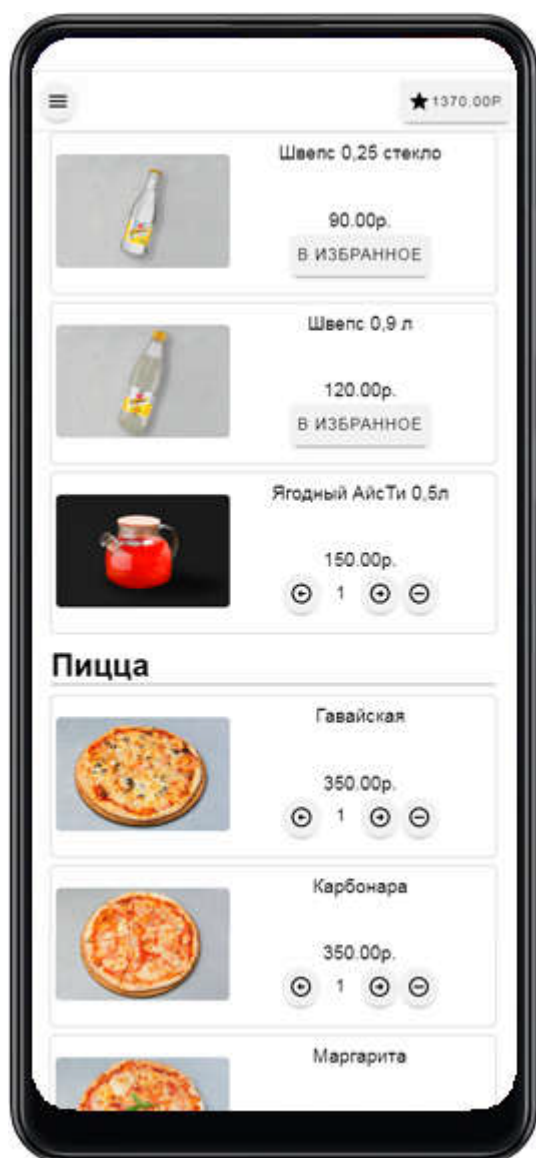 ★1370.00Р.
Швепс 0,25 стекло
90.00р.
В ИЗБРАННОЕ
Швепс 0,9 л
120.00р.
В ИЗБРАННОЕ
Ягодный АйсТи 0,5л
150.00р.
1
Пицца
Гавайская
350.00р.
1
Карбонара
350.00р.
1
Маргарита